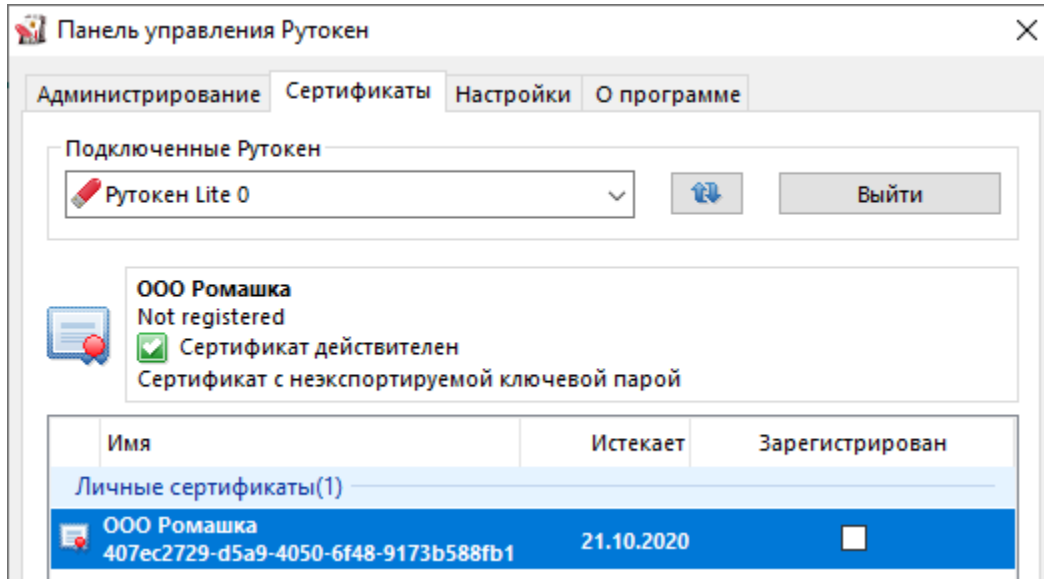 Панель управления Рутокен
Администрирование Сертификаты Настройки О программе
Подключенные Рутокен
Рутокен Lite 0 Выйти
ООО Ромашка
Not registered
Сертификат действителен
Сертификат с неэкспортируемой ключевой парой
Имя Истекает Зарегистрирован
Личные сертификаты(1)
ООО Ромашка
407ec2729-d5a9-4050-6f48-9173b588fb1 21.10.2020